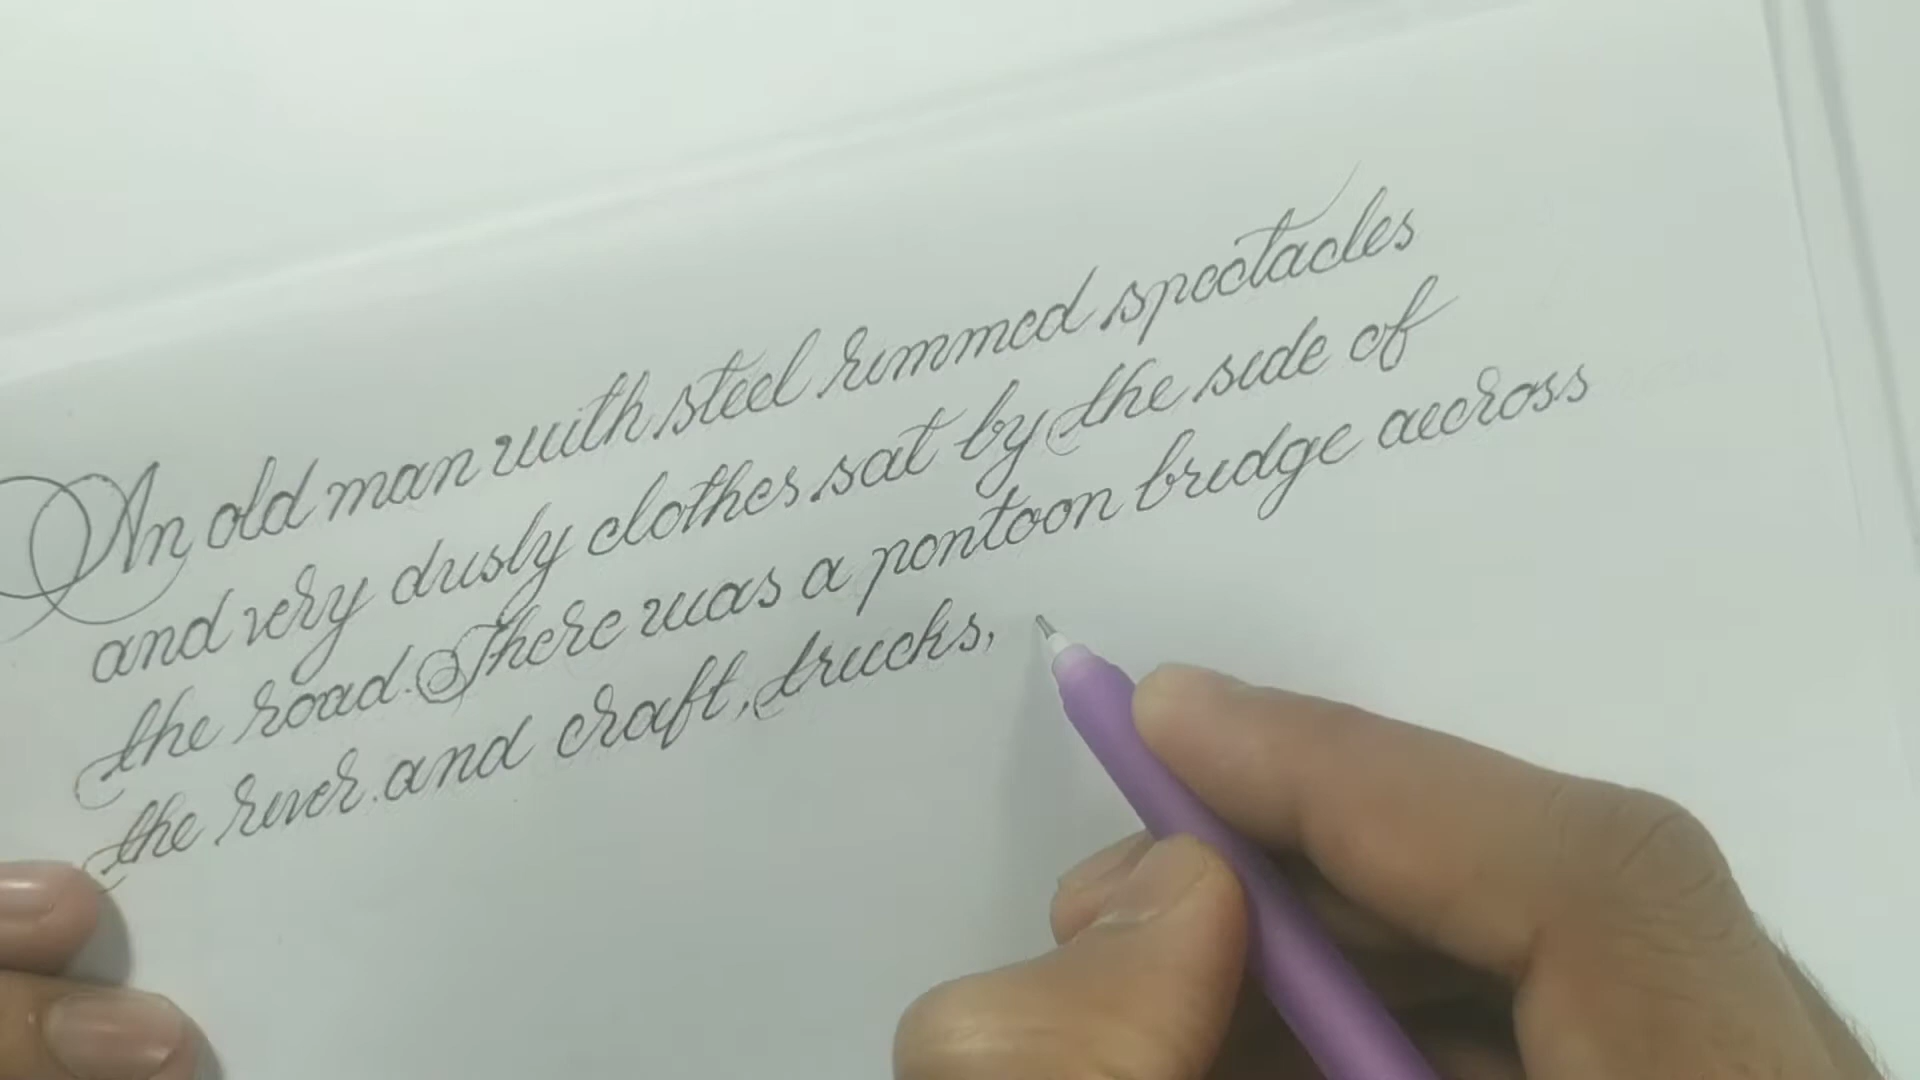 An old man with steel rimmed spectacles
and very dusty clothes sat by the side of
the road. There was a pontoon bridge aecross
the river. and craft, trucks,